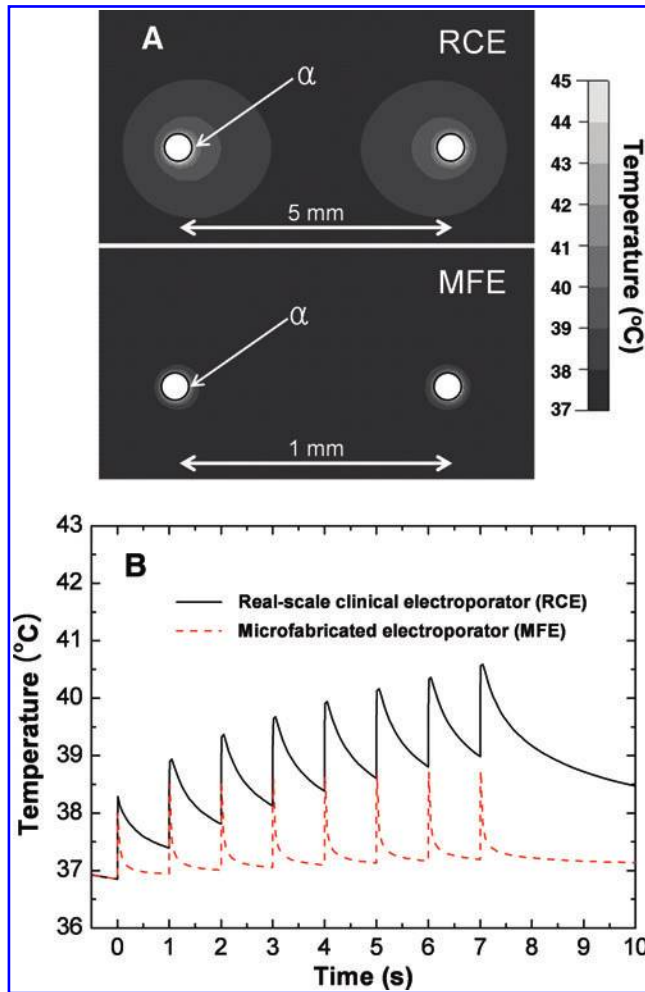 A
RCE
α
5 mm
MFE
α
1 mm
45
44
43
42
41
40
39
38
37
Temperature (ºC)
B
Real-scale clinical electroporator (RCE)
Microfabricated electroporator (MFE)
43
42
41
40
39
38
37
36
Temperature (°C)
0 1 2 3 4 5 6 7 8 9 10
Time (s)